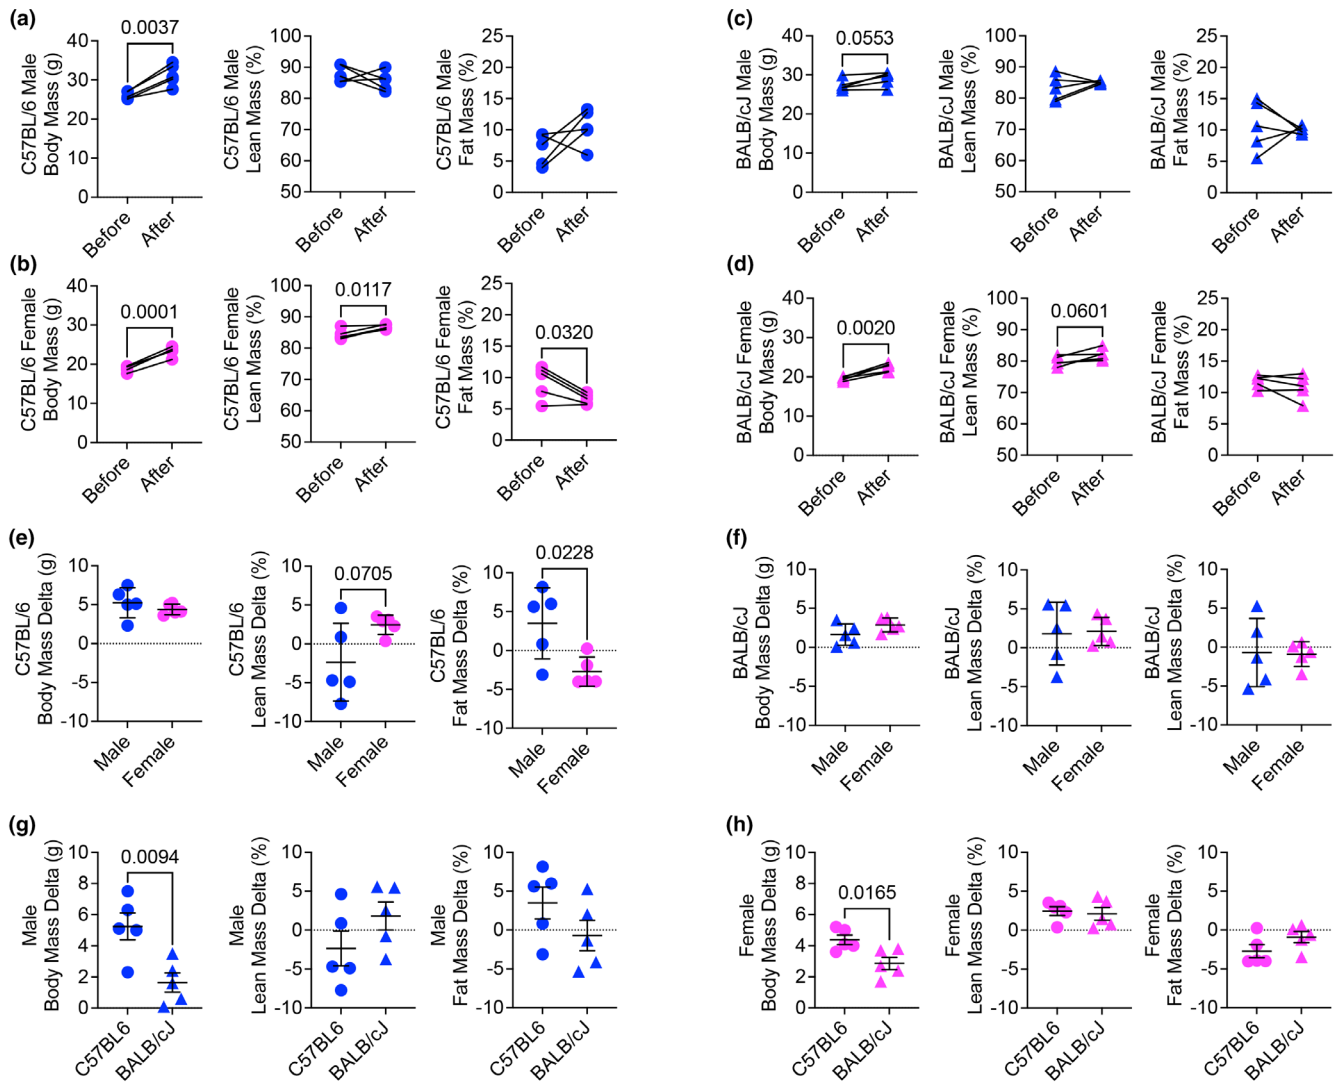 (a)
C57BL/6 Male
Body Mass (g)
0.0037
40
30
20
10
0
Before
After
C57BL/6 Male
Lean Mass (%)
100
90
80
70
60
50
Before
After
C57BL/6 Male
Fat Mass (%)
25
20
15
10
5
0
Before
After
(c)
BALB/cJ Male
Body Mass (g)
0.0553
40
30
20
10
0
Before
After
BALB/cJ Male
Lean Mass (%)
100
90
80
70
60
50
Before
After
BALB/cJ Male
Fat Mass (%)
25
20
15
10
5
0
Before
After
(b)
C57BL/6 Female
Body Mass (g)
0.0001
40
30
20
10
0
Before
After
C57BL/6 Female
Lean Mass (%)
0.0117
100
90
80
70
60
50
Before
After
C57BL/6 Female
Fat Mass (%)
0.0320
25
20
15
10
5
0
Before
After
(d)
BALB/cJ Female
Body Mass (g)
0.0020
40
30
20
10
0
Before
After
BALB/cJ Female
Lean Mass (%)
0.0601
100
90
80
70
60
50
Before
After
BALB/cJ Female
Fat Mass (%)
25
20
15
10
5
0
Before
After
(e)
C57BL/6
Body Mass Delta (g)
10
5
0
-5
-10
Male
Female
C57BL/6
Lean Mass Delta (%)
0.0705
10
5
0
-5
-10
Male
Female
C57BL/6
Fat Mass Delta (%)
0.0228
10
5
0
-5
-10
Male
Female
(f)
BALB/cJ
Body Mass Delta (g)
10
5
0
-5
-10
Male
Female
BALB/cJ
Lean Mass Delta (%)
10
5
0
-5
-10
Male
Female
BALB/cJ
Lean Mass Delta (%)
10
5
0
-5
-10
Male
Female
(g)
Male
Body Mass Delta (g)
0.0094
10
8
6
4
2
0
C57BL6
BALB/cJ
Male
Lean Mass Delta (%)
10
5
0
-5
-10
C57BL6
BALB/cJ
Male
Fat Mass Delta (%)
10
5
0
-5
-10
C57BL6
BALB/cJ
(h)
Female
Body Mass Delta (g)
0.0165
10
8
6
4
2
0
C57BL6
BALB/cJ
Female
Lean Mass Delta (%)
10
5
0
-5
-10
C57BL6
BALB/cJ
Female
Fat Mass Delta (%)
10
5
0
-5
-10
C57BL6
BALB/cJ